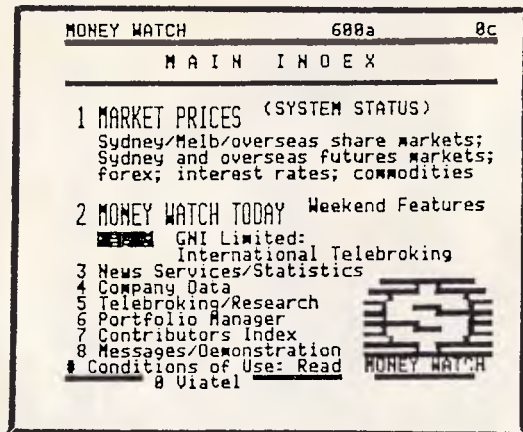 MONEY WATCH 600a 0c
MAIN INDEX
1 MARKET PRICES (SYSTEM STATUS)
Sydney/Melb/overseas share markets;
Sydney and overseas futures markets;
forex; interest rates; commodities
2 MONEY WATCH TODAY Weekend Features
GNI Limited:
International Telebroking
3 News Services/Statistics
4 Company Data
5 Telebroking/Research
6 Portfolio Manager
7 Contributors Index
8 Messages/Demonstration
# Conditions of Use: Read
0 Viatel
MONEY WATCH